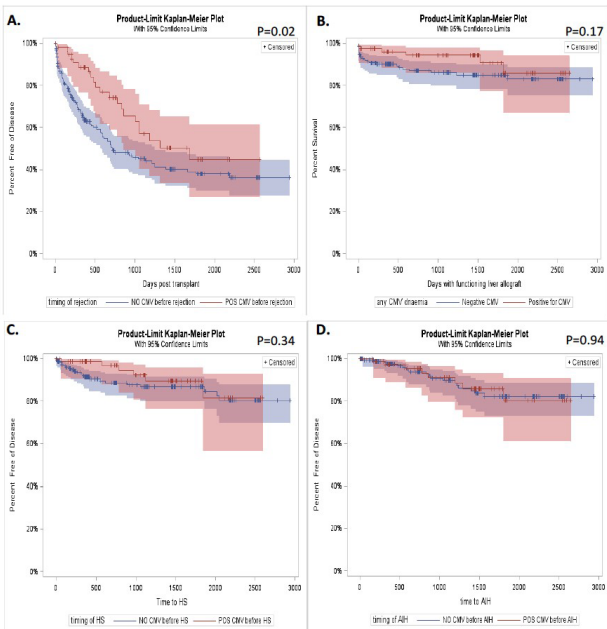 A.
Product-Limit Kaplan-Meier Plot
With 95% Confidence Limits
P=0.02
+ Censored
100%
80%
60%
40%
20%
0%
Percent Free of Disease
0 500 1000 1500 2000 2500 3000
Days post transplant
timing of rejection NO CMV before rejection POS CMV before rejection
B.
Product-Limit Kaplan-Meier Plot
With 95% Confidence Limits
P=0.17
+ Censored
100%
80%
60%
40%
20%
0%
Percent Survival
0 500 1000 1500 2000 2500 3000
Days with functioning liver allograft
any CMV dnaemia Negative CMV Positive for CMV
C.
Product-Limit Kaplan-Meier Plot
With 95% Confidence Limits
P=0.34
+ Censored
100%
80%
60%
40%
20%
0%
Percent Free of Disease
0 500 1000 1500 2000 2500 3000
Time to HS
timing of HS NO CMV before HS POS CMV before HS
D.
Product-Limit Kaplan-Meier Plot
With 95% Confidence Limits
P=0.94
+ Censored
100%
80%
60%
40%
20%
0%
Percent Free of Disease
0 500 1000 1500 2000 2500 3000
time to AIH
timing of AIH NO CMV before AIH POS CMV before AIH